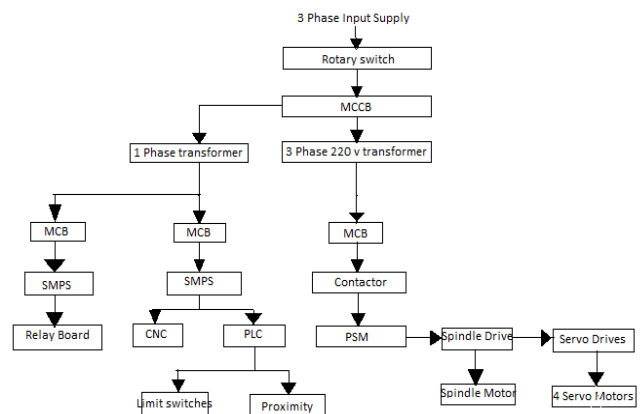 3 Phase Input Supply
Rotary switch
MCCB
1 Phase transformer
3 Phase 220 v transformer
MCB
MCB
MCB
SMPS
SMPS
Contactor
Relay Board
CNC
PLC
PSM
Spindle Drive
Servo Drives
Limit switches
Proximity
Spindle Motor
4 Servo Motors